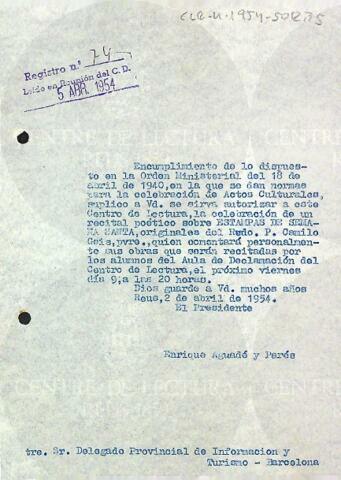 CLR-U-1954-50R.75
Registro n.º 74
Leído en Reunión del C. D.
5 ABR. 1954
Encumplimiento de lo dispues-
to en la Orden Ministerial del 18 de
abril de 1940, en la que se dan normas
para la celebración de Actos Culturales,
suplico a Vd. se sirva autorizar a este
Centro de Lectura, la celebración de un
recital poético sobre ESTAMPAS DE SEMA-
NA SANTA, originales del Rvdo. P. Camilo
Geis, pvre., quien comentará personalmen-
te sus obras que serán recitadas por
los alumnos del Aula de Declamación del
Centro de Lectura, el próximo viernes
día 9, a las 20 horas.
Dios guarde a Vd. muchos años
Reus, 2 de abril de 1954.
El Presidente
Enrique Aguadé y Parés
tre. Sr. Delegado Provincial de Informacion y
Turismo - Barcelona